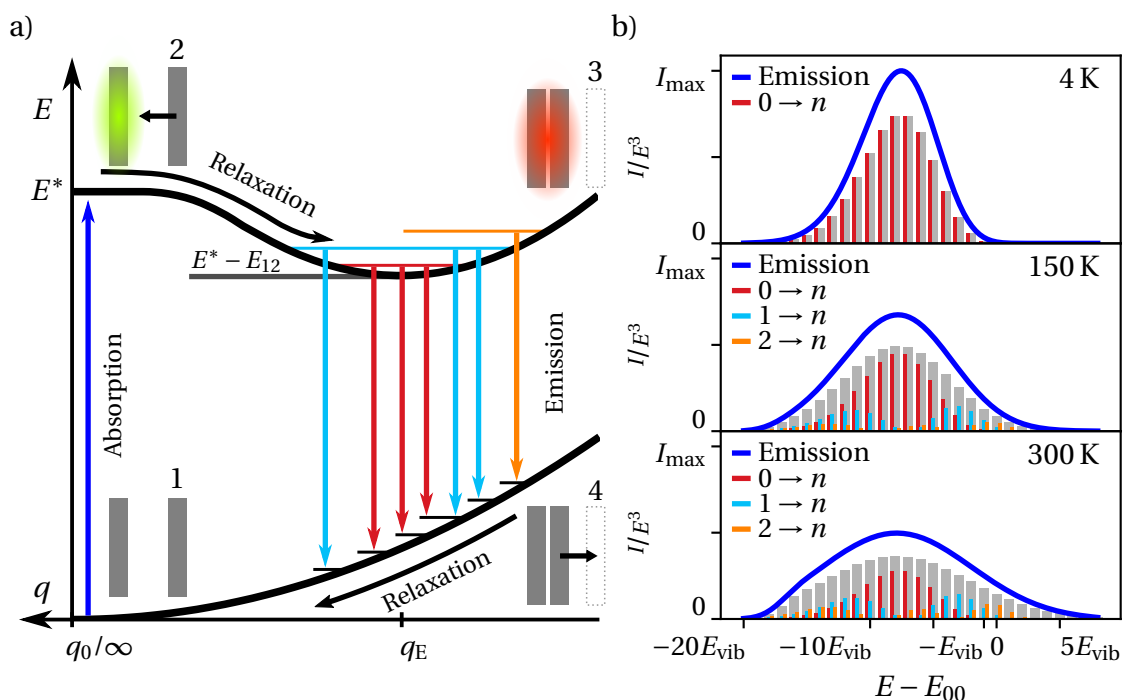 a)
2
3
E
Relaxation
E*
E* − E12
Absorption
Emission
1
4
Relaxation
q
q0/∞
qE
b)
Imax
Emission
4 K
0 → n
I/E³
0
Imax
Emission
150 K
0 → n
1 → n
2 → n
I/E³
0
Imax
Emission
300 K
0 → n
1 → n
2 → n
I/E³
0
−20Evib −10Evib −Evib 0 5Evib
E − E00